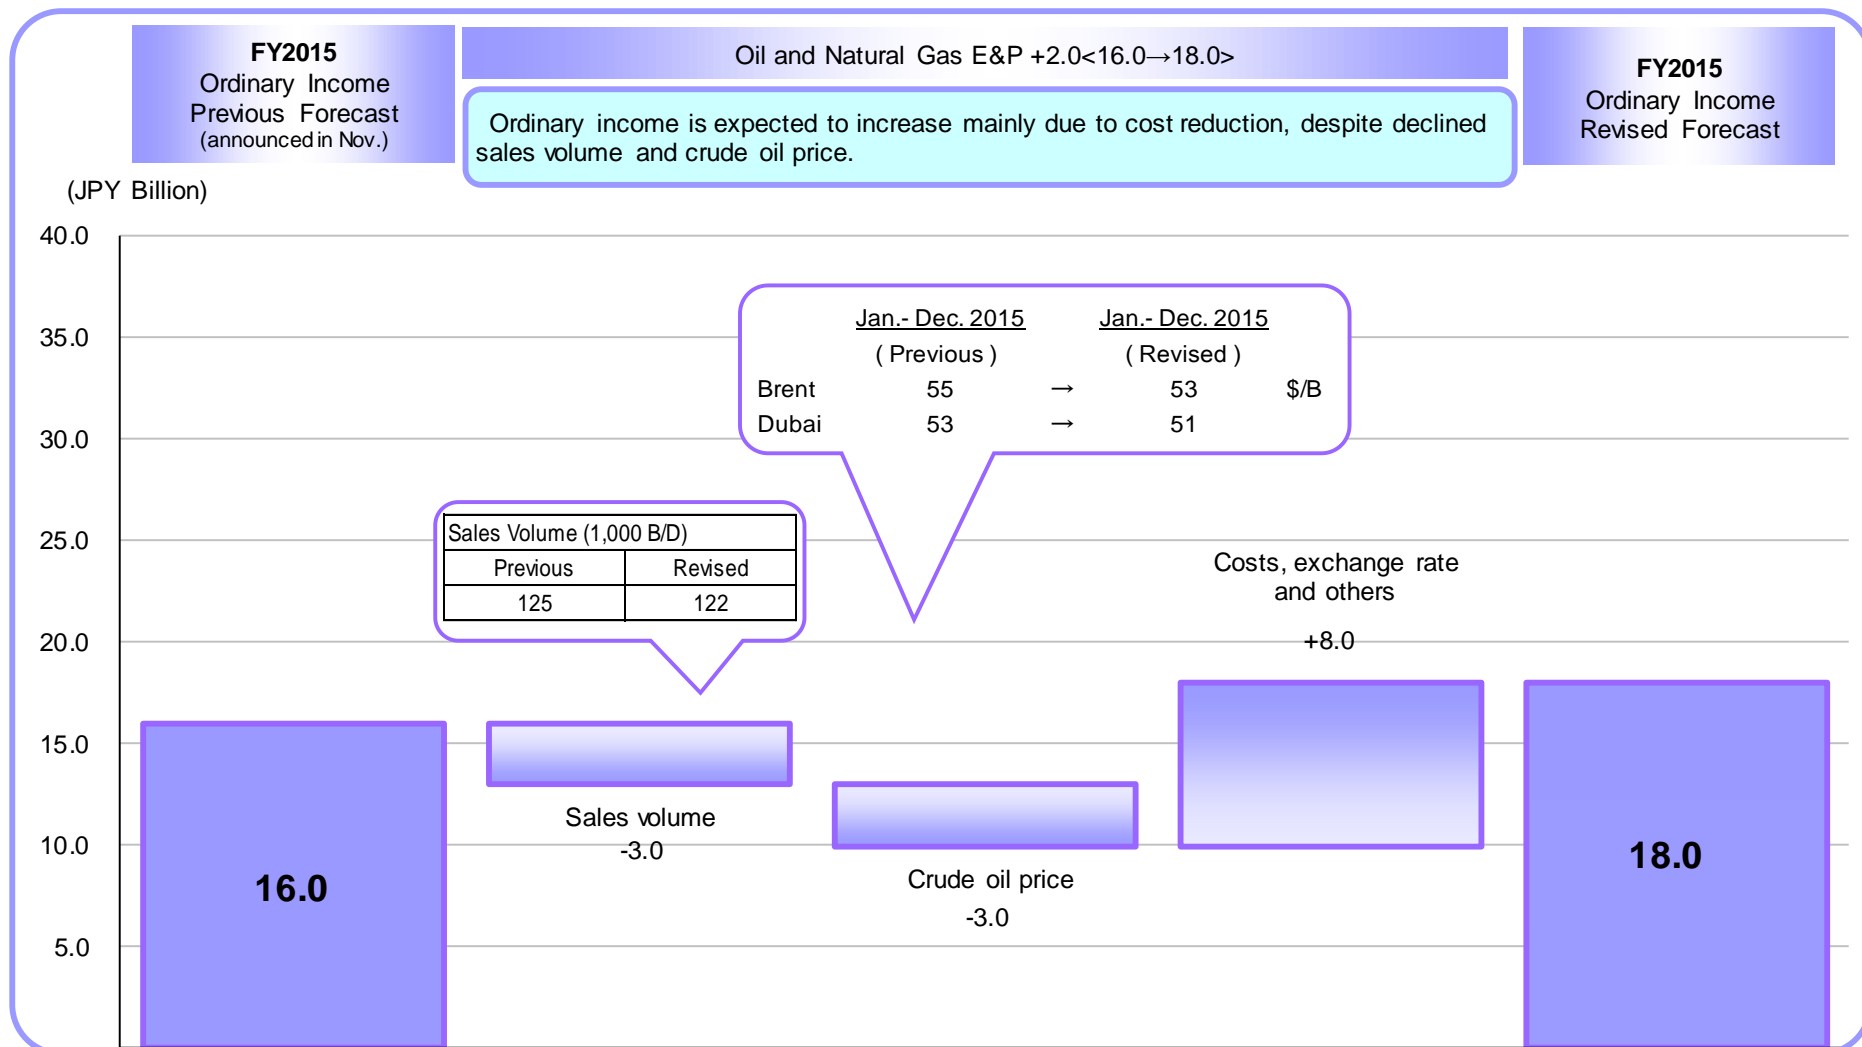 FY2015
Ordinary Income
Previous Forecast
(announced in Nov.)
Oil and Natural Gas E&P +2.0<16.0→18.0>
Ordinary income is expected to increase mainly due to cost reduction, despite declined
sales volume and crude oil price.
FY2015
Ordinary Income
Revised Forecast
(JPY Billion)
40.0
35.0
30.0
25.0
20.0
15.0
10.0
5.0
Jan.- Dec. 2015 Jan.- Dec. 2015
( Previous ) ( Revised )
Brent 55 → 53 $/B
Dubai 53 → 51
Sales Volume (1,000 B/D)
Previous Revised
125 122
Costs, exchange rate
and others
+8.0
Sales volume
-3.0
Crude oil price
-3.0
16.0
18.0